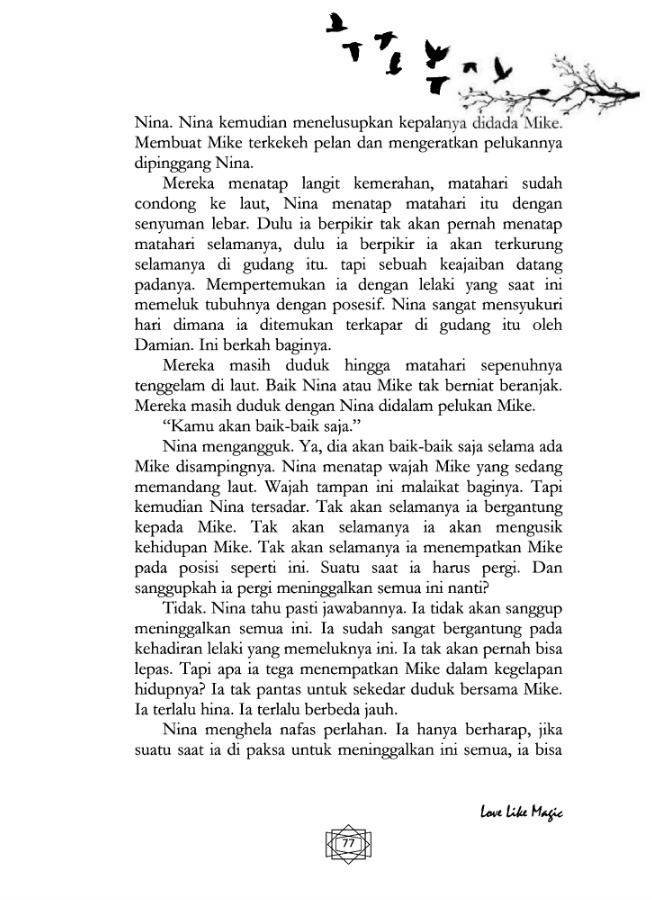 Nina. Nina kemudian menelusupkan kepalanya didada Mike.
Membuat Mike terkekeh pelan dan mengeratkan pelukannya
dipinggang Nina.
Mereka menatap langit kemerahan, matahari sudah
condong ke laut, Nina menatap matahari itu dengan
senyuman lebar. Dulu ia berpikir tak akan pernah menatap
matahari selamanya, dulu ia berpikir ia akan terkurung
selamanya di gudang itu. tapi sebuah keajaiban datang
padanya. Mempertemukan ia dengan lelaki yang saat ini
memeluk tubuhnya dengan posesif. Nina sangat mensyukuri
hari dimana ia ditemukan terkapar di gudang itu oleh
Damian. Ini berkah baginya.
Mereka masih duduk hingga matahari sepenuhnya
tenggelam di laut. Baik Nina atau Mike tak berniat beranjak.
Mereka masih duduk dengan Nina didalam pelukan Mike.
“Kamu akan baik-baik saja.”
Nina mengangguk. Ya, dia akan baik-baik saja selama ada
Mike disampingnya. Nina menatap wajah Mike yang sedang
memandang laut. Wajah tampan ini malaikat baginya. Tapi
kemudian Nina tersadar. Tak akan selamanya ia bergantung
kepada Mike. Tak akan selamanya ia akan mengusik
kehidupan Mike. Tak akan selamanya ia menempatkan Mike
pada posisi seperti ini. Suatu saat ia harus pergi. Dan
sanggupkah ia pergi meninggalkan semua ini nanti?
Tidak. Nina tahu pasti jawabannya. Ia tidak akan sanggup
meninggalkan semua ini. Ia sudah sangat bergantung pada
kehadiran lelaki yang memeluknya ini. Ia tak akan pernah bisa
lepas. Tapi apa ia tega menempatkan Mike dalam kegelapan
hidupnya? Ia tak pantas untuk sekedar duduk bersama Mike.
Ia terlalu hina. Ia terlalu berbeda jauh.
Nina menghela nafas perlahan. Ia hanya berharap, jika
suatu saat ia di paksa untuk meninggalkan ini semua, ia bisa
Love Like Magic
77